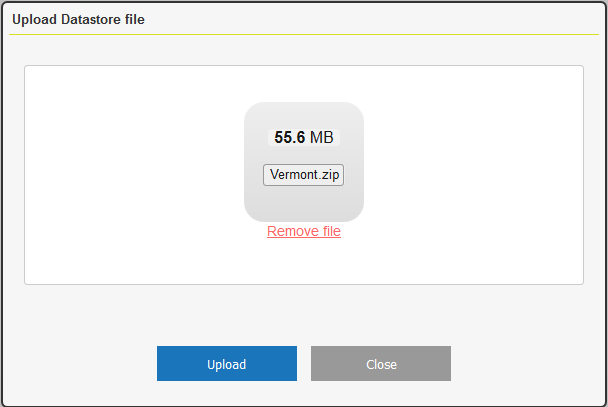 Upload Datastore file
55.6 MB
Vermont.zip
Remove file
Upload
Close